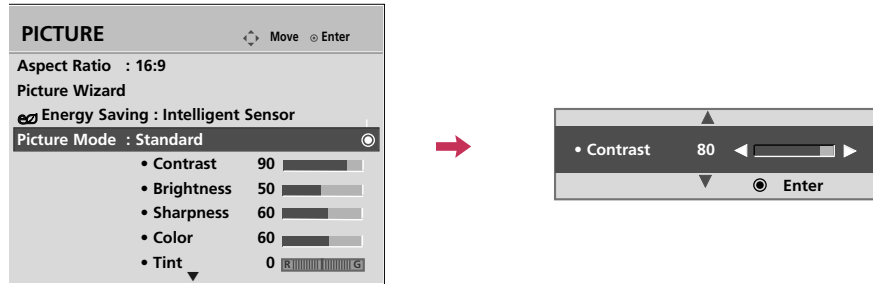 PICTURE Move Enter
Aspect Ratio : 16:9
Picture Wizard
Energy Saving : Intelligent Sensor
Picture Mode : Standard
• Contrast 90
• Brightness 50
• Sharpness 60
• Color 60
• Tint 0 R G
• Contrast 80
Enter